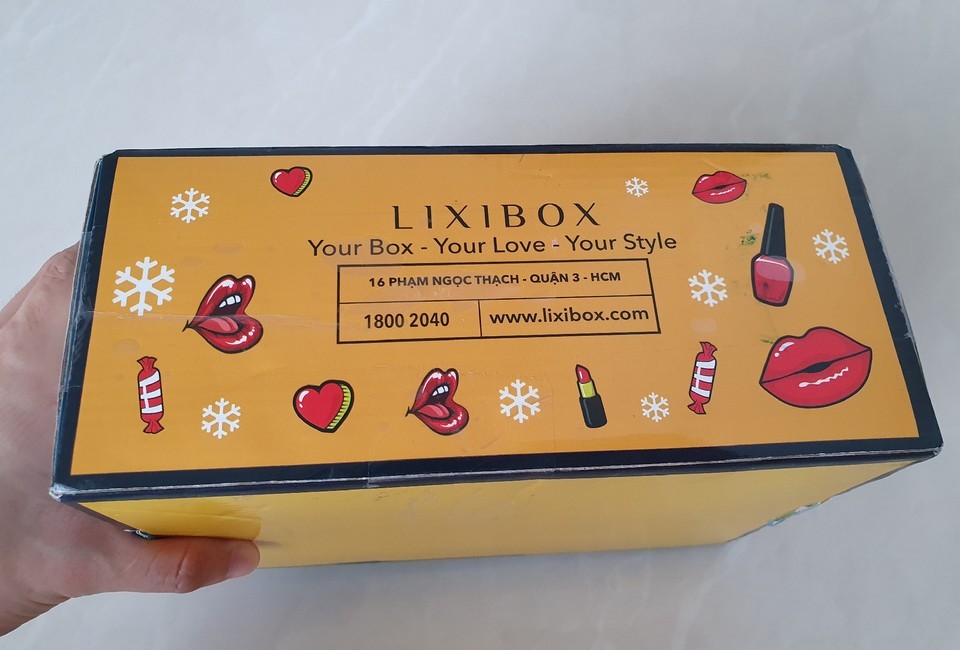 LIXIBOX
Your Box - Your Love - Your Style
16 PHẠM NGỌC THẠCH - QUẬN 3 - HCM
1800 2040
www.lixibox.com